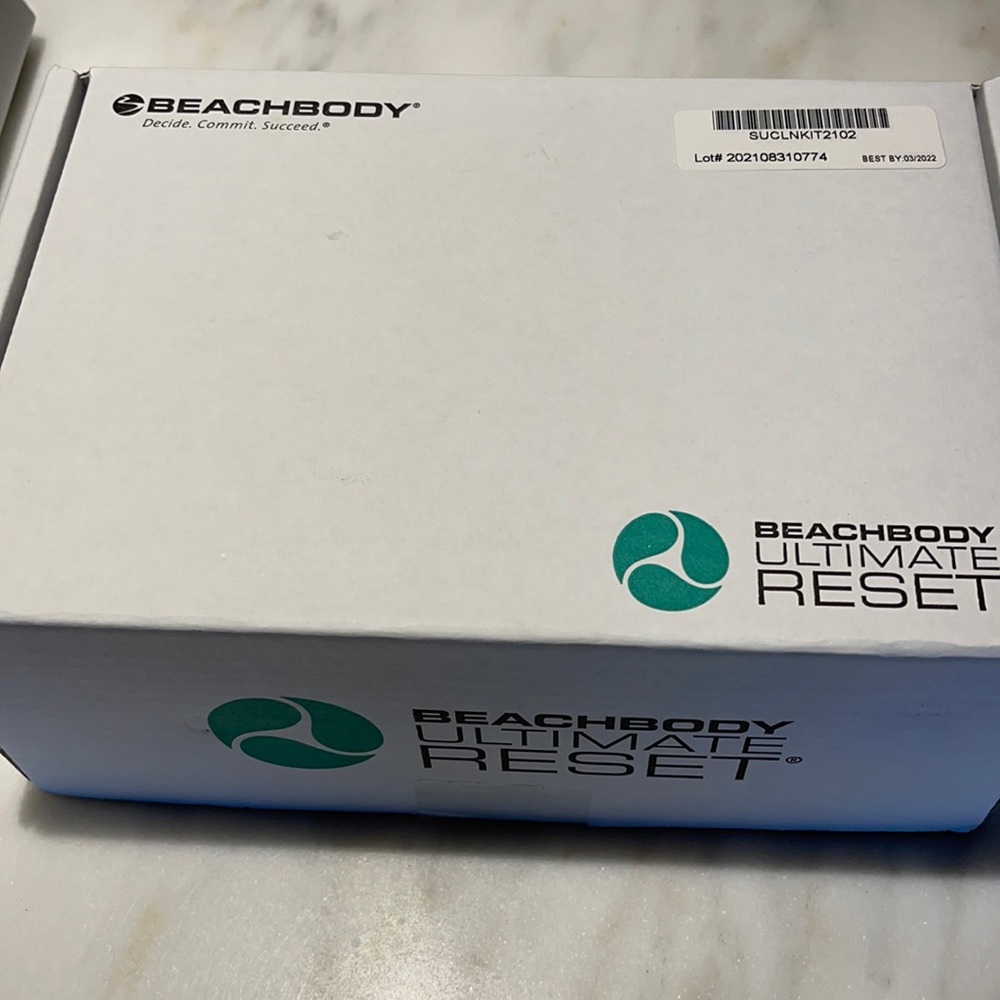 BEACHBODY®
Decide. Commit. Succeed.®
SUCLNKIT2102
Lot# 202108310774 BEST BY:03/2022
BEACHBODY
ULTIMATE
RESET
BEACHBODY
ULTIMATE
RESET®